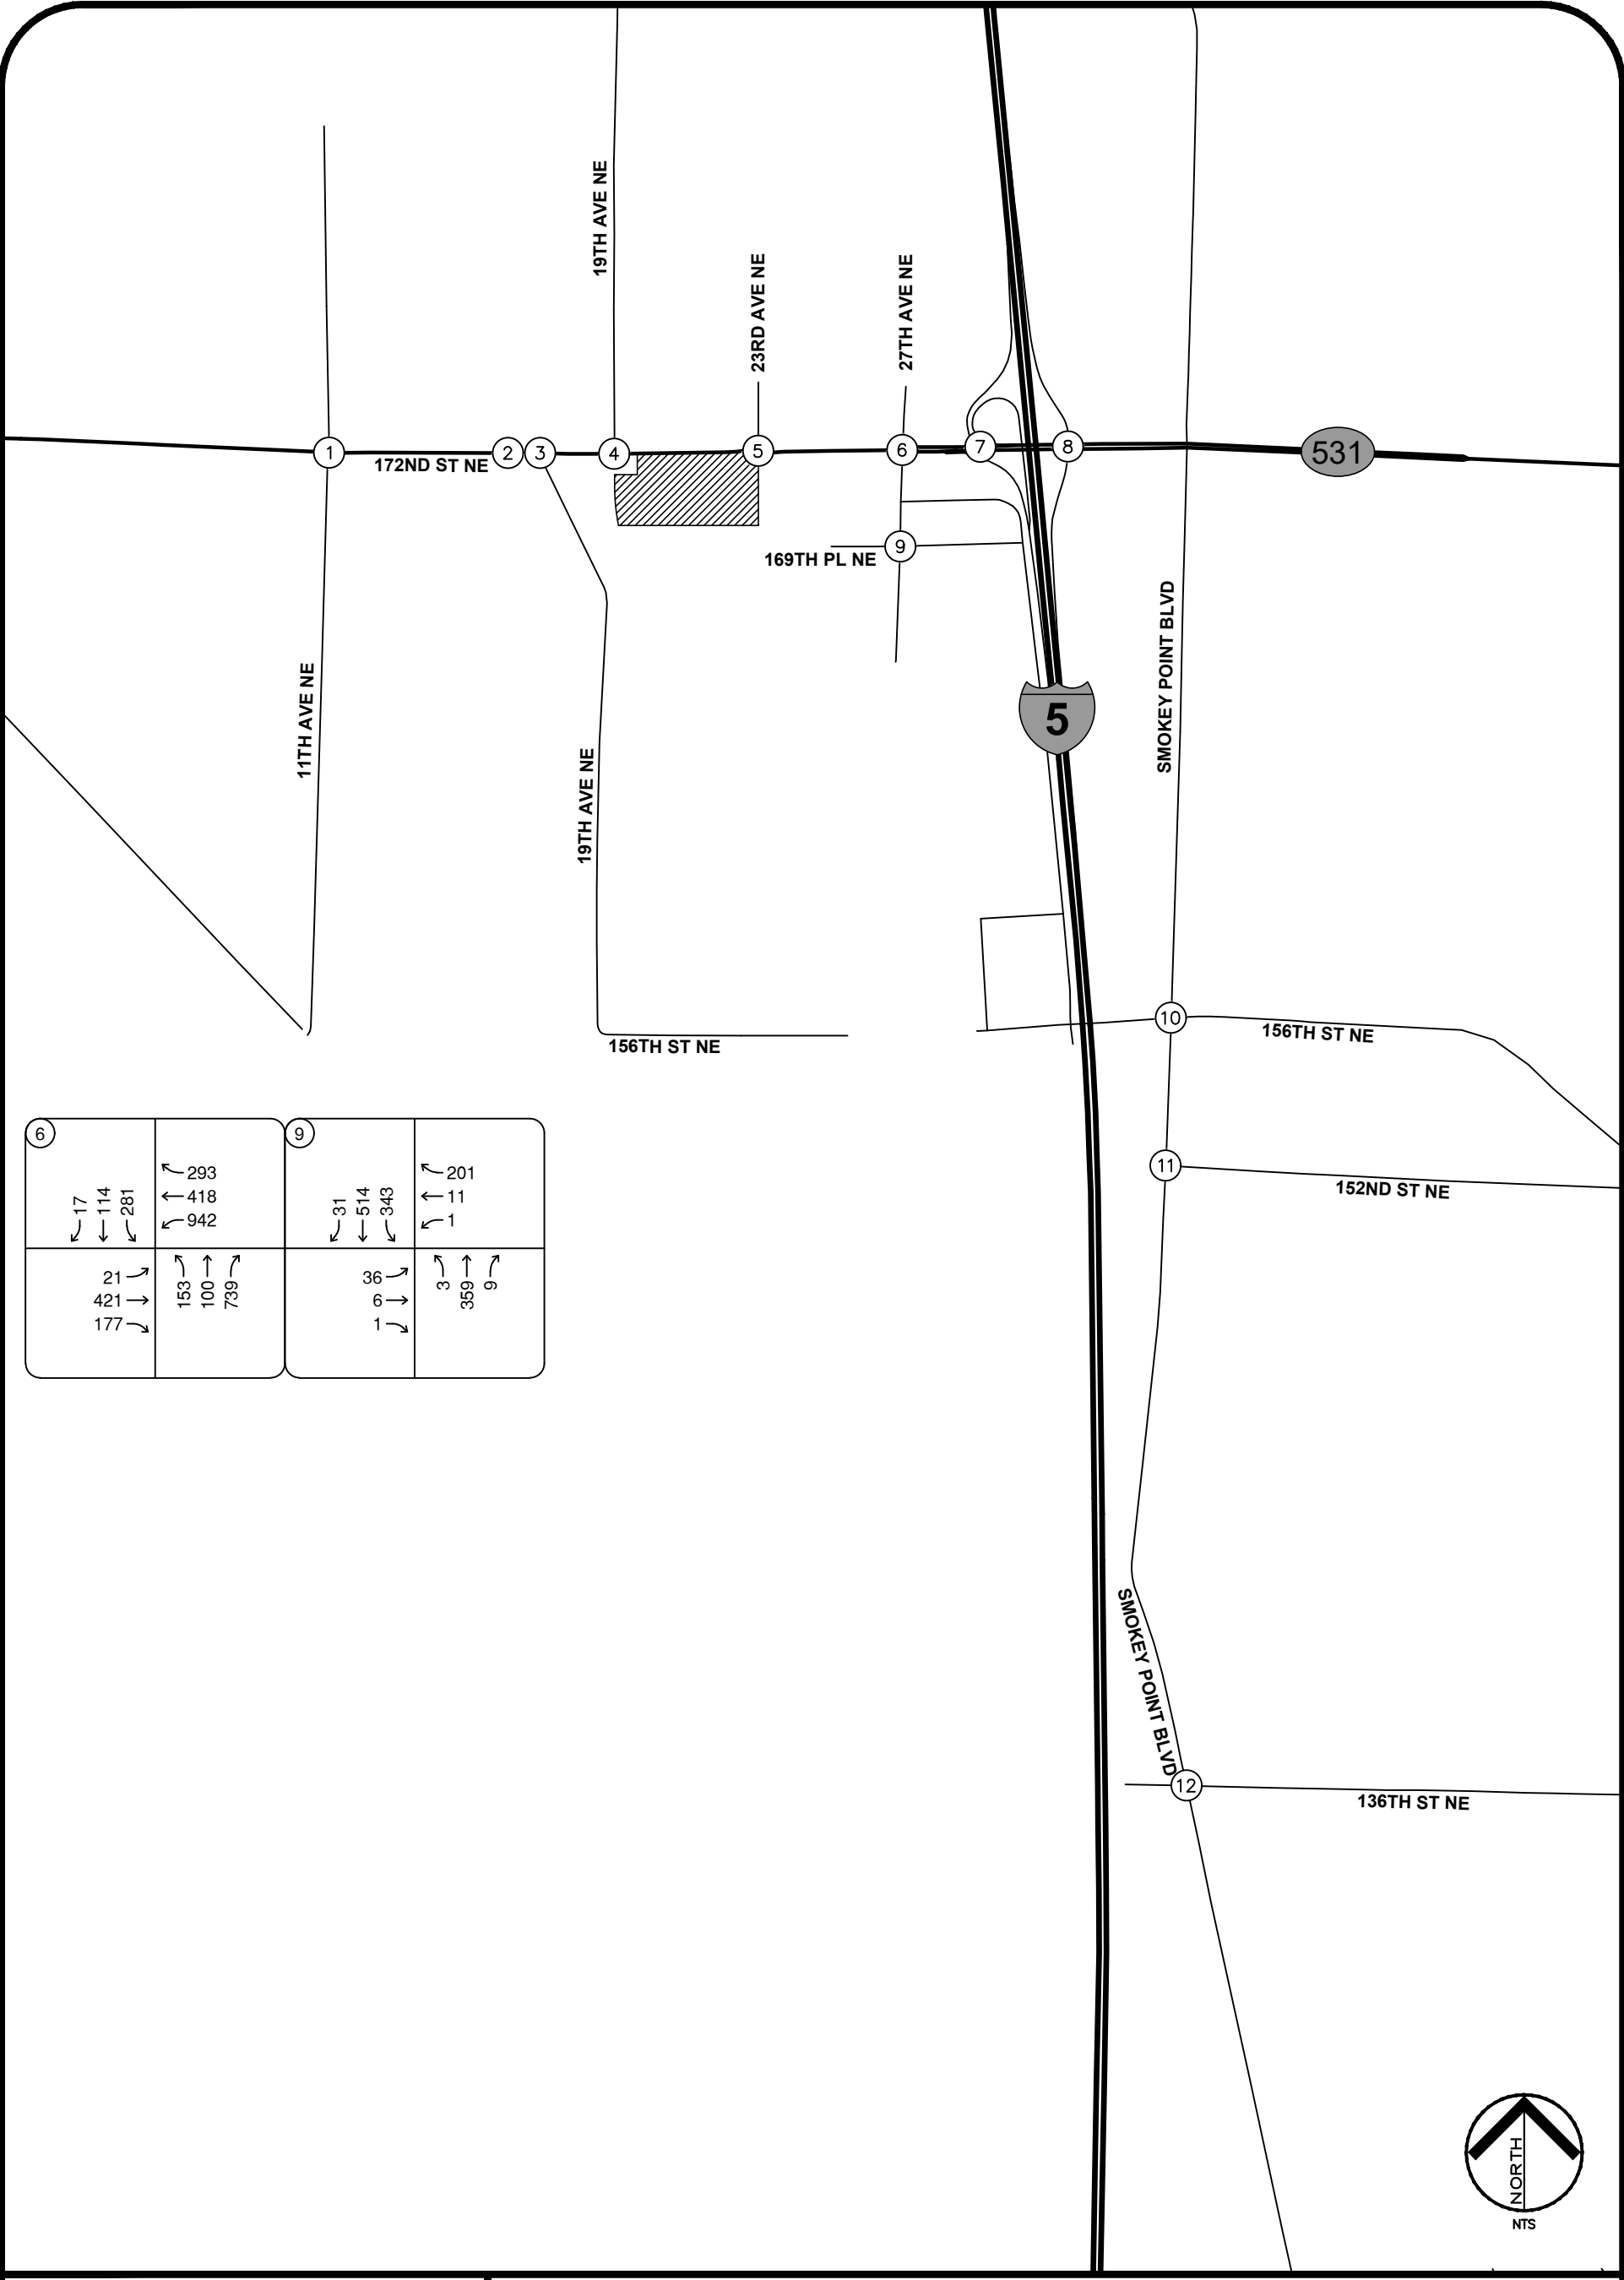 19TH AVE NE
23RD AVE NE
27TH AVE NE
1
2
3
4
5
6
7
8
531
172ND ST NE
9
169TH PL NE
11TH AVE NE
19TH AVE NE
SMOKEY POINT BLVD
5
10
156TH ST NE
156TH ST NE
11
152ND ST NE
6
17
114
281
293
418
942
21
421
177
153
100
739
9
31
514
343
201
11
1
36
6
1
3
359
9
SMOKEY POINT BLVD
12
136TH ST NE
NORTH
NTS